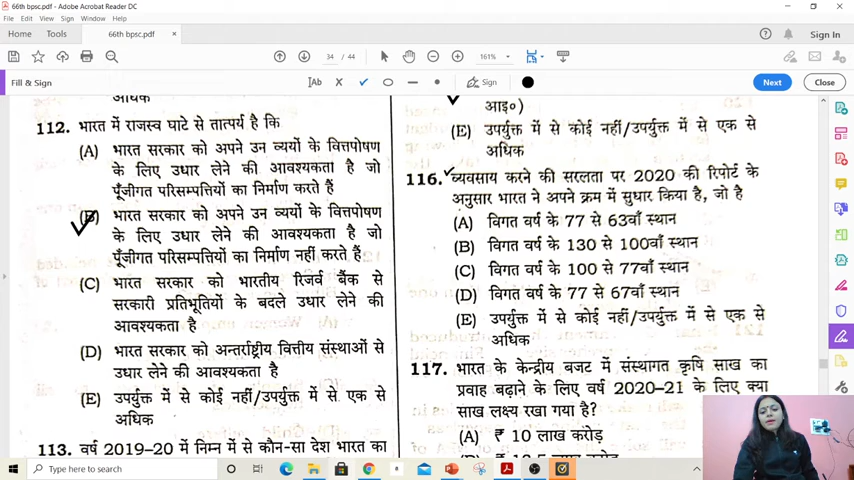 66th bpsc.pdf - Adobe Acrobat Reader DC
File Edit View Sign Window Help
Home Tools 66th bpsc.pdf × Sign In
34 / 44 161%
Fill & Sign Ab Sign Next Close
अधिक
112. भारत में राजस्व घाटे से तात्पर्य है कि
(A) भारत सरकार को अपने उन व्ययों के वित्तपोषण
के लिए उधार लेने की आवश्यकता है जो
पूँजीगत परिसम्पत्तियों का निर्माण करते हैं
(B) भारत सरकार को अपने उन व्ययों के वित्तपोषण
के लिए उधार लेने की आवश्यकता है जो
पूँजीगत परिसम्पत्तियों का निर्माण नहीं करते हैं
(C) भारत सरकार को भारतीय रिजर्व बैंक से
सरकारी प्रतिभूतियों के बदले उधार लेने की
आवश्यकता है
(D) भारत सरकार को अन्तर्राष्ट्रीय वित्तीय संस्थाओं से
उधार लेने की आवश्यकता है
(E) उपर्युक्त में से कोई नहीं/उपर्युक्त में से एक से
अधिक
113. वर्ष 2019-20 में निम्न में से कौन-सा देश भारत का
आइ०)
(E) उपर्युक्त में से कोई नहीं/उपर्युक्त में से एक से
अधिक
116. व्यवसाय करने की सरलता पर 2020 की रिपोर्ट के
अनुसार भारत ने अपने क्रम में सुधार किया है, जो है
(A) विगत वर्ष के 77 से 63वाँ स्थान
(B) विगत वर्ष के 130 से 100वाँ स्थान
(C) विगत वर्ष के 100 से 77वाँ स्थान
(D) विगत वर्ष के 77 से 67वाँ स्थान
(E) उपर्युक्त में से कोई नहीं/उपर्युक्त में से एक से
अधिक
117. भारत के केन्द्रीय बजट में संस्थागत कृषि साख का
प्रवाह बढ़ाने के लिए वर्ष 2020-21 के लिए क्या
साख लक्ष्य रखा गया है?
(A) ₹ 10 लाख करोड़
Type here to search